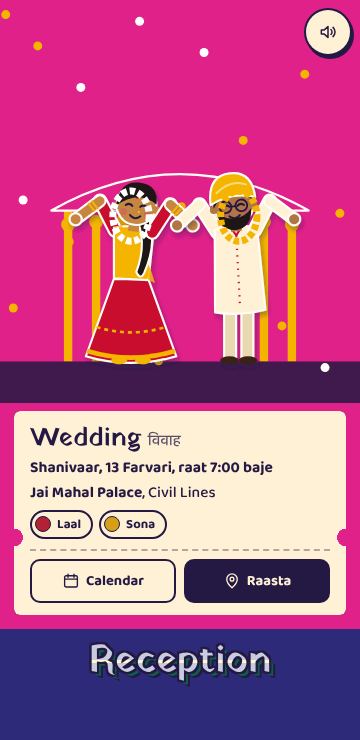 Wedding विवाह
Shanivaar, 13 Farvari, raat 7:00 baje
Jai Mahal Palace, Civil Lines
Laal Sona
Calendar Raasta
Reception